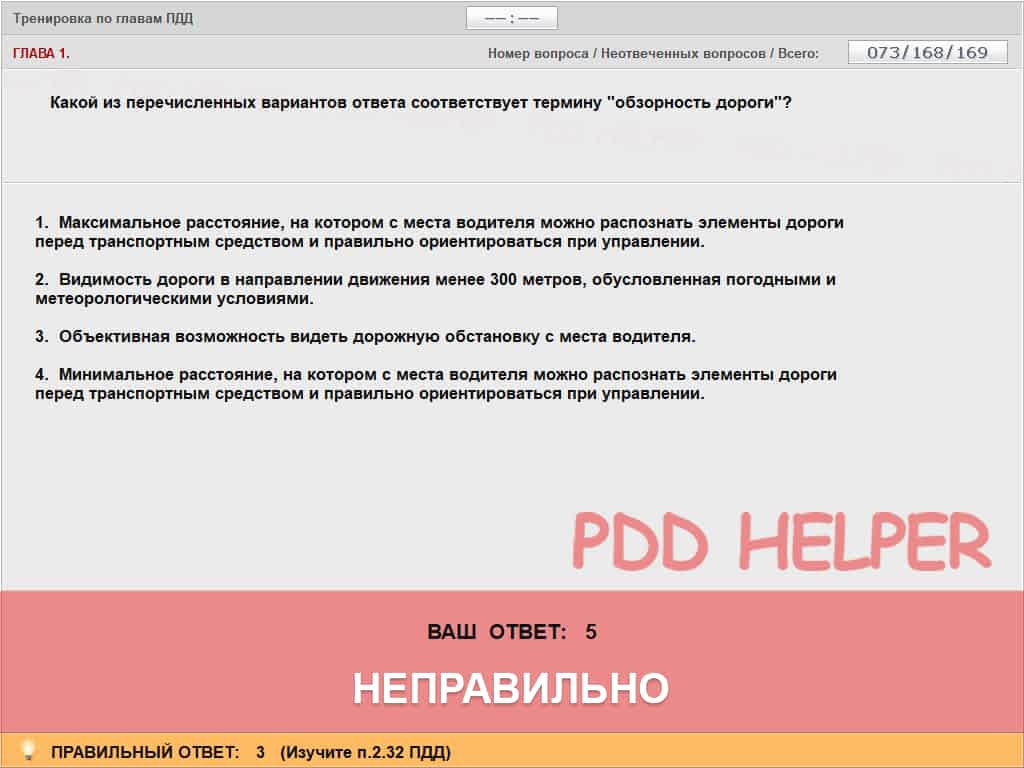 Тренировка по главам ПДД
—— : ——
ГЛАВА 1.
Номер вопроса / Неотвеченных вопросов / Всего:
073/168/169
Какой из перечисленных вариантов ответа соответствует термину "обзорность дороги"?
1. Максимальное расстояние, на котором с места водителя можно распознать элементы дороги
перед транспортным средством и правильно ориентироваться при управлении.
2. Видимость дороги в направлении движения менее 300 метров, обусловленная погодными и
метеорологическими условиями.
3. Объективная возможность видеть дорожную обстановку с места водителя.
4. Минимальное расстояние, на котором с места водителя можно распознать элементы дороги
перед транспортным средством и правильно ориентироваться при управлении.
PDD HELPER
ВАШ ОТВЕТ: 5
НЕПРАВИЛЬНО
ПРАВИЛЬНЫЙ ОТВЕТ: 3 (Изучите п.2.32 ПДД)